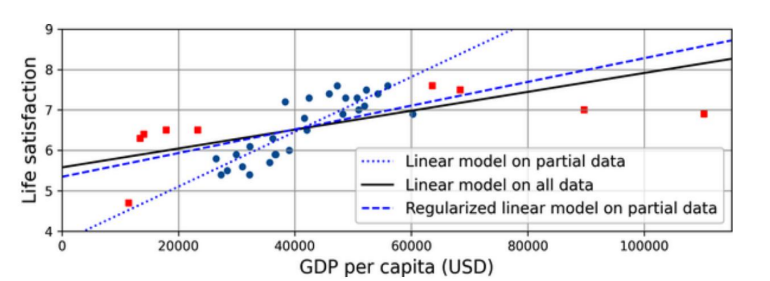 9
8
7
6
5
4
Life satisfaction
Linear model on partial data
Linear model on all data
Regularized linear model on partial data
0 20000 40000 60000 80000 100000
GDP per capita (USD)